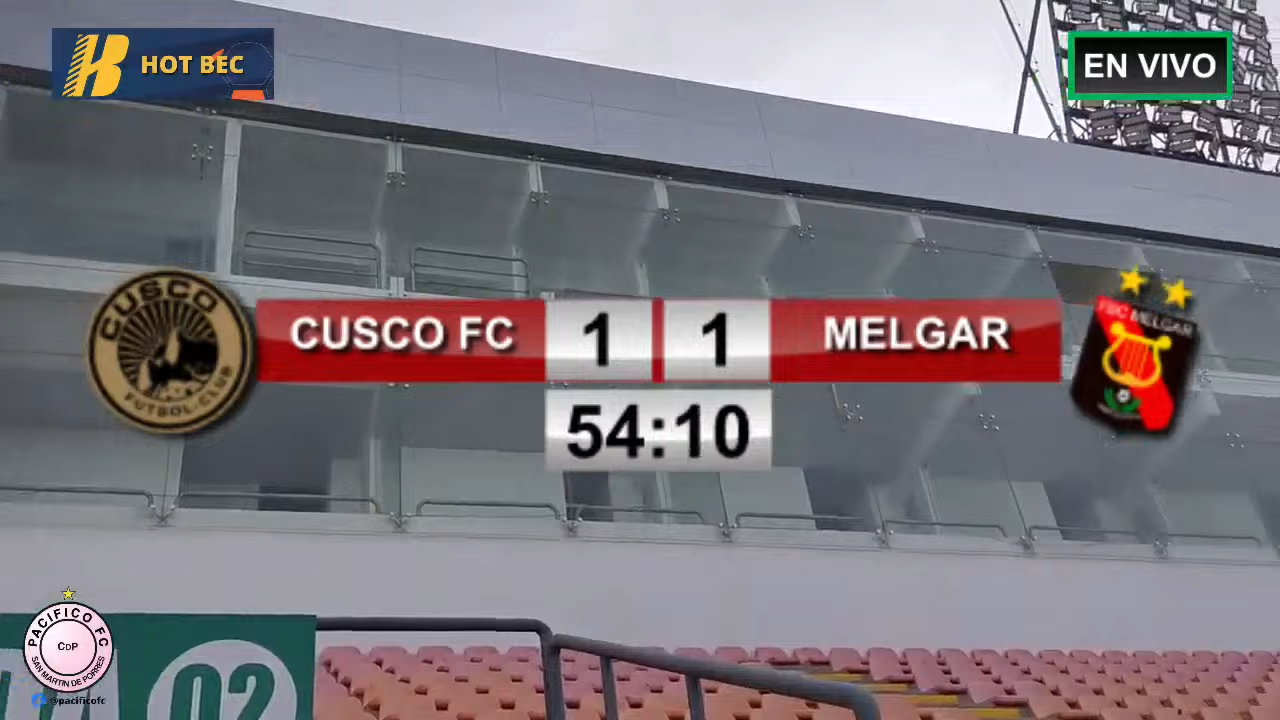 HOT BEC
EN VIVO
CUSCO
FUTBOL CLUB
CUSCO FC
1
1
MELGAR
54:10
FBC MELGAR
PACIFICO FC
CDP
SAN MARTIN DE PORRES
@pacificofc
02